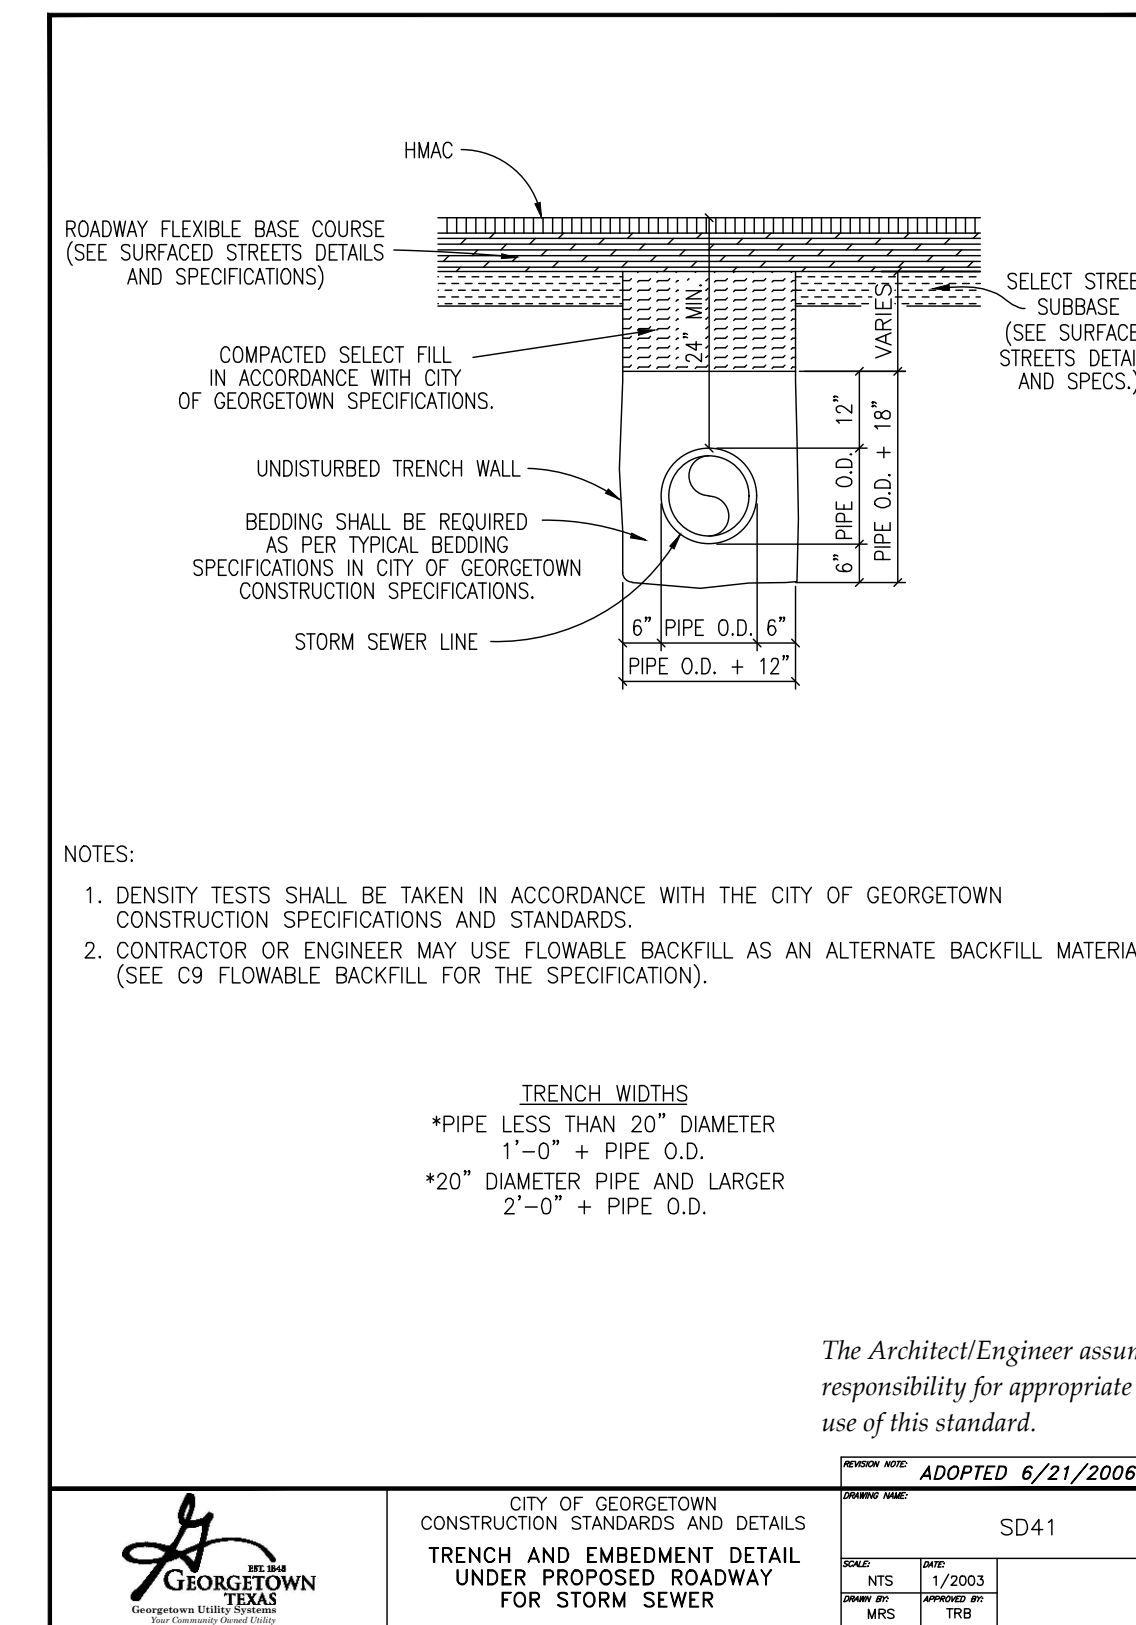 HMAC
ROADWAY FLEXIBLE BASE COURSE
(SEE SURFACED STREETS DETAILS
AND SPECIFICATIONS)
SELECT
SUBBASE
(SEE
STREETS
AND SPECS.)
24" MIN.
VARIES
COMPACTED SELECT FILL
IN ACCORDANCE WITH CITY
OF GEORGETOWN SPECIFICATIONS.
12"
PIPE O.D. + 18"
UNDISTURBED TRENCH WALL
PIPE O.D.
BEDDING SHALL BE REQUIRED
AS PER TYPICAL BEDDING
SPECIFICATIONS IN CITY OF GEORGETOWN
CONSTRUCTION SPECIFICATIONS.
6"
STORM SEWER LINE
6" PIPE O.D. 6"
PIPE O.D. + 12"
NOTES:
1. DENSITY TESTS SHALL BE TAKEN IN ACCORDANCE WITH THE CITY OF GEORGETOWN
CONSTRUCTION SPECIFICATIONS AND STANDARDS.
2. CONTRACTOR OR ENGINEER MAY USE FLOWABLE BACKFILL AS AN ALTERNATE BACKFILL
(SEE C9 FLOWABLE BACKFILL FOR THE SPECIFICATION).
TRENCH WIDTHS
*PIPE LESS THAN 20" DIAMETER
1'-0" + PIPE O.D.
*20" DIAMETER PIPE AND LARGER
2'-0" + PIPE O.D.
The Architect/Engineer
responsibility for appropriate
use of this standard.
REVISION NOTE: ADOPTED 6/21/2006
DRAWING NAME:
SD41
SCALE: DATE:
NTS 1/2003
DRAWN BY: APPROVED BY:
MRS TRB
CITY OF GEORGETOWN
CONSTRUCTION STANDARDS AND DETAILS
TRENCH AND EMBEDMENT DETAIL
UNDER PROPOSED ROADWAY
FOR STORM SEWER
EST. 1848
GEORGETOWN
TEXAS
Georgetown Utility Systems
Your Community Owned Utility